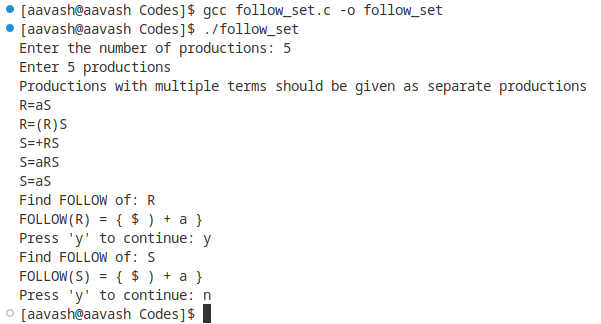 [aavash@aavash Codes]$ gcc follow_set.c -o follow_set
[aavash@aavash Codes]$ ./follow_set
Enter the number of productions: 5
Enter 5 productions
Productions with multiple terms should be given as separate productions
R=aS
R=(R)S
S=+RS
S=aRS
S=aS
Find FOLLOW of: R
FOLLOW(R) = { $ ) + a }
Press 'y' to continue: y
Find FOLLOW of: S
FOLLOW(S) = { $ ) + a }
Press 'y' to continue: n
[aavash@aavash Codes]$